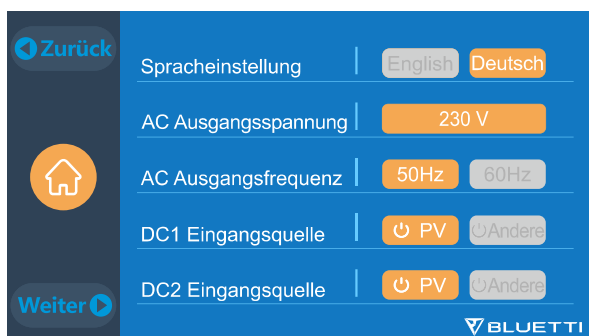 Zurück
Spracheinstellung English Deutsch
AC Ausgangsspannung 230 V
AC Ausgangsfrequenz 50Hz 60Hz
DC1 Eingangsquelle PV Andere
DC2 Eingangsquelle PV Andere
Weiter
BLUETTI